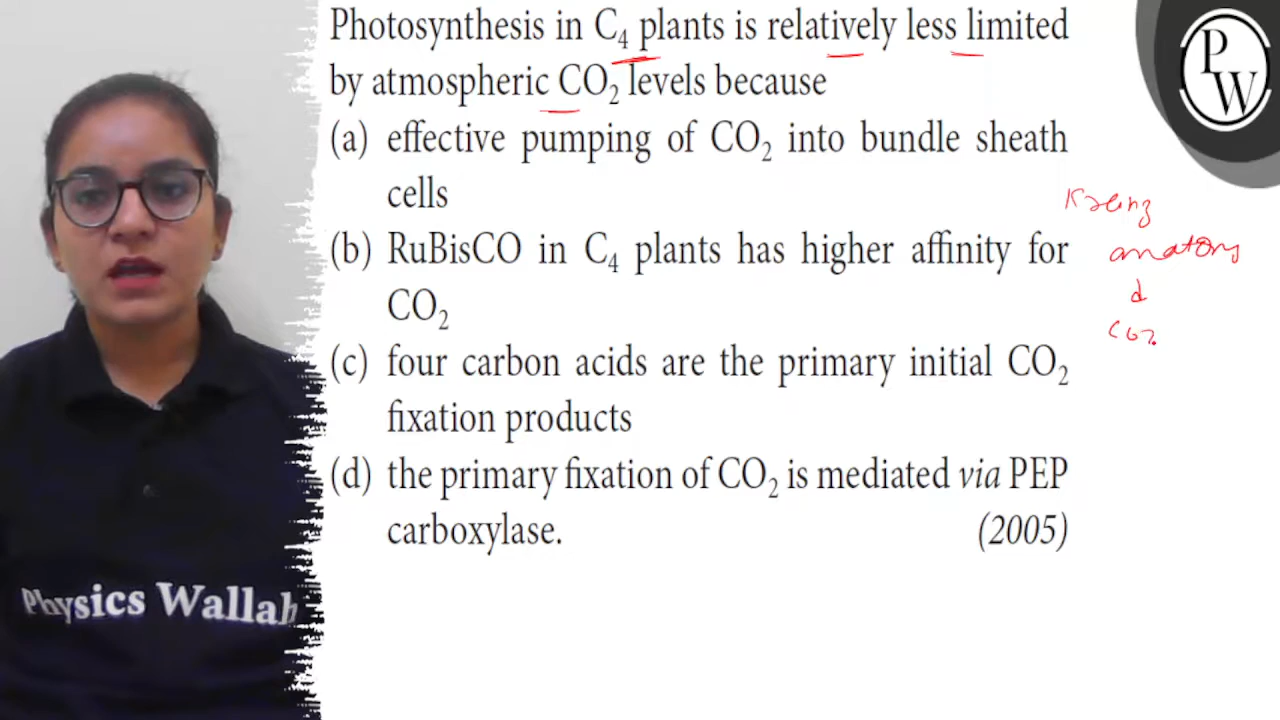 Photosynthesis in C₄ plants is relatively less limited
by atmospheric CO₂ levels because
(a) effective pumping of CO₂ into bundle sheath
cells
(b) RuBisCO in C₄ plants has higher affinity for
CO₂
(c) four carbon acids are the primary initial CO₂
fixation products
(d) the primary fixation of CO₂ is mediated via PEP
carboxylase. (2005)
PW
anatomy
CO₂
Physics Wallah